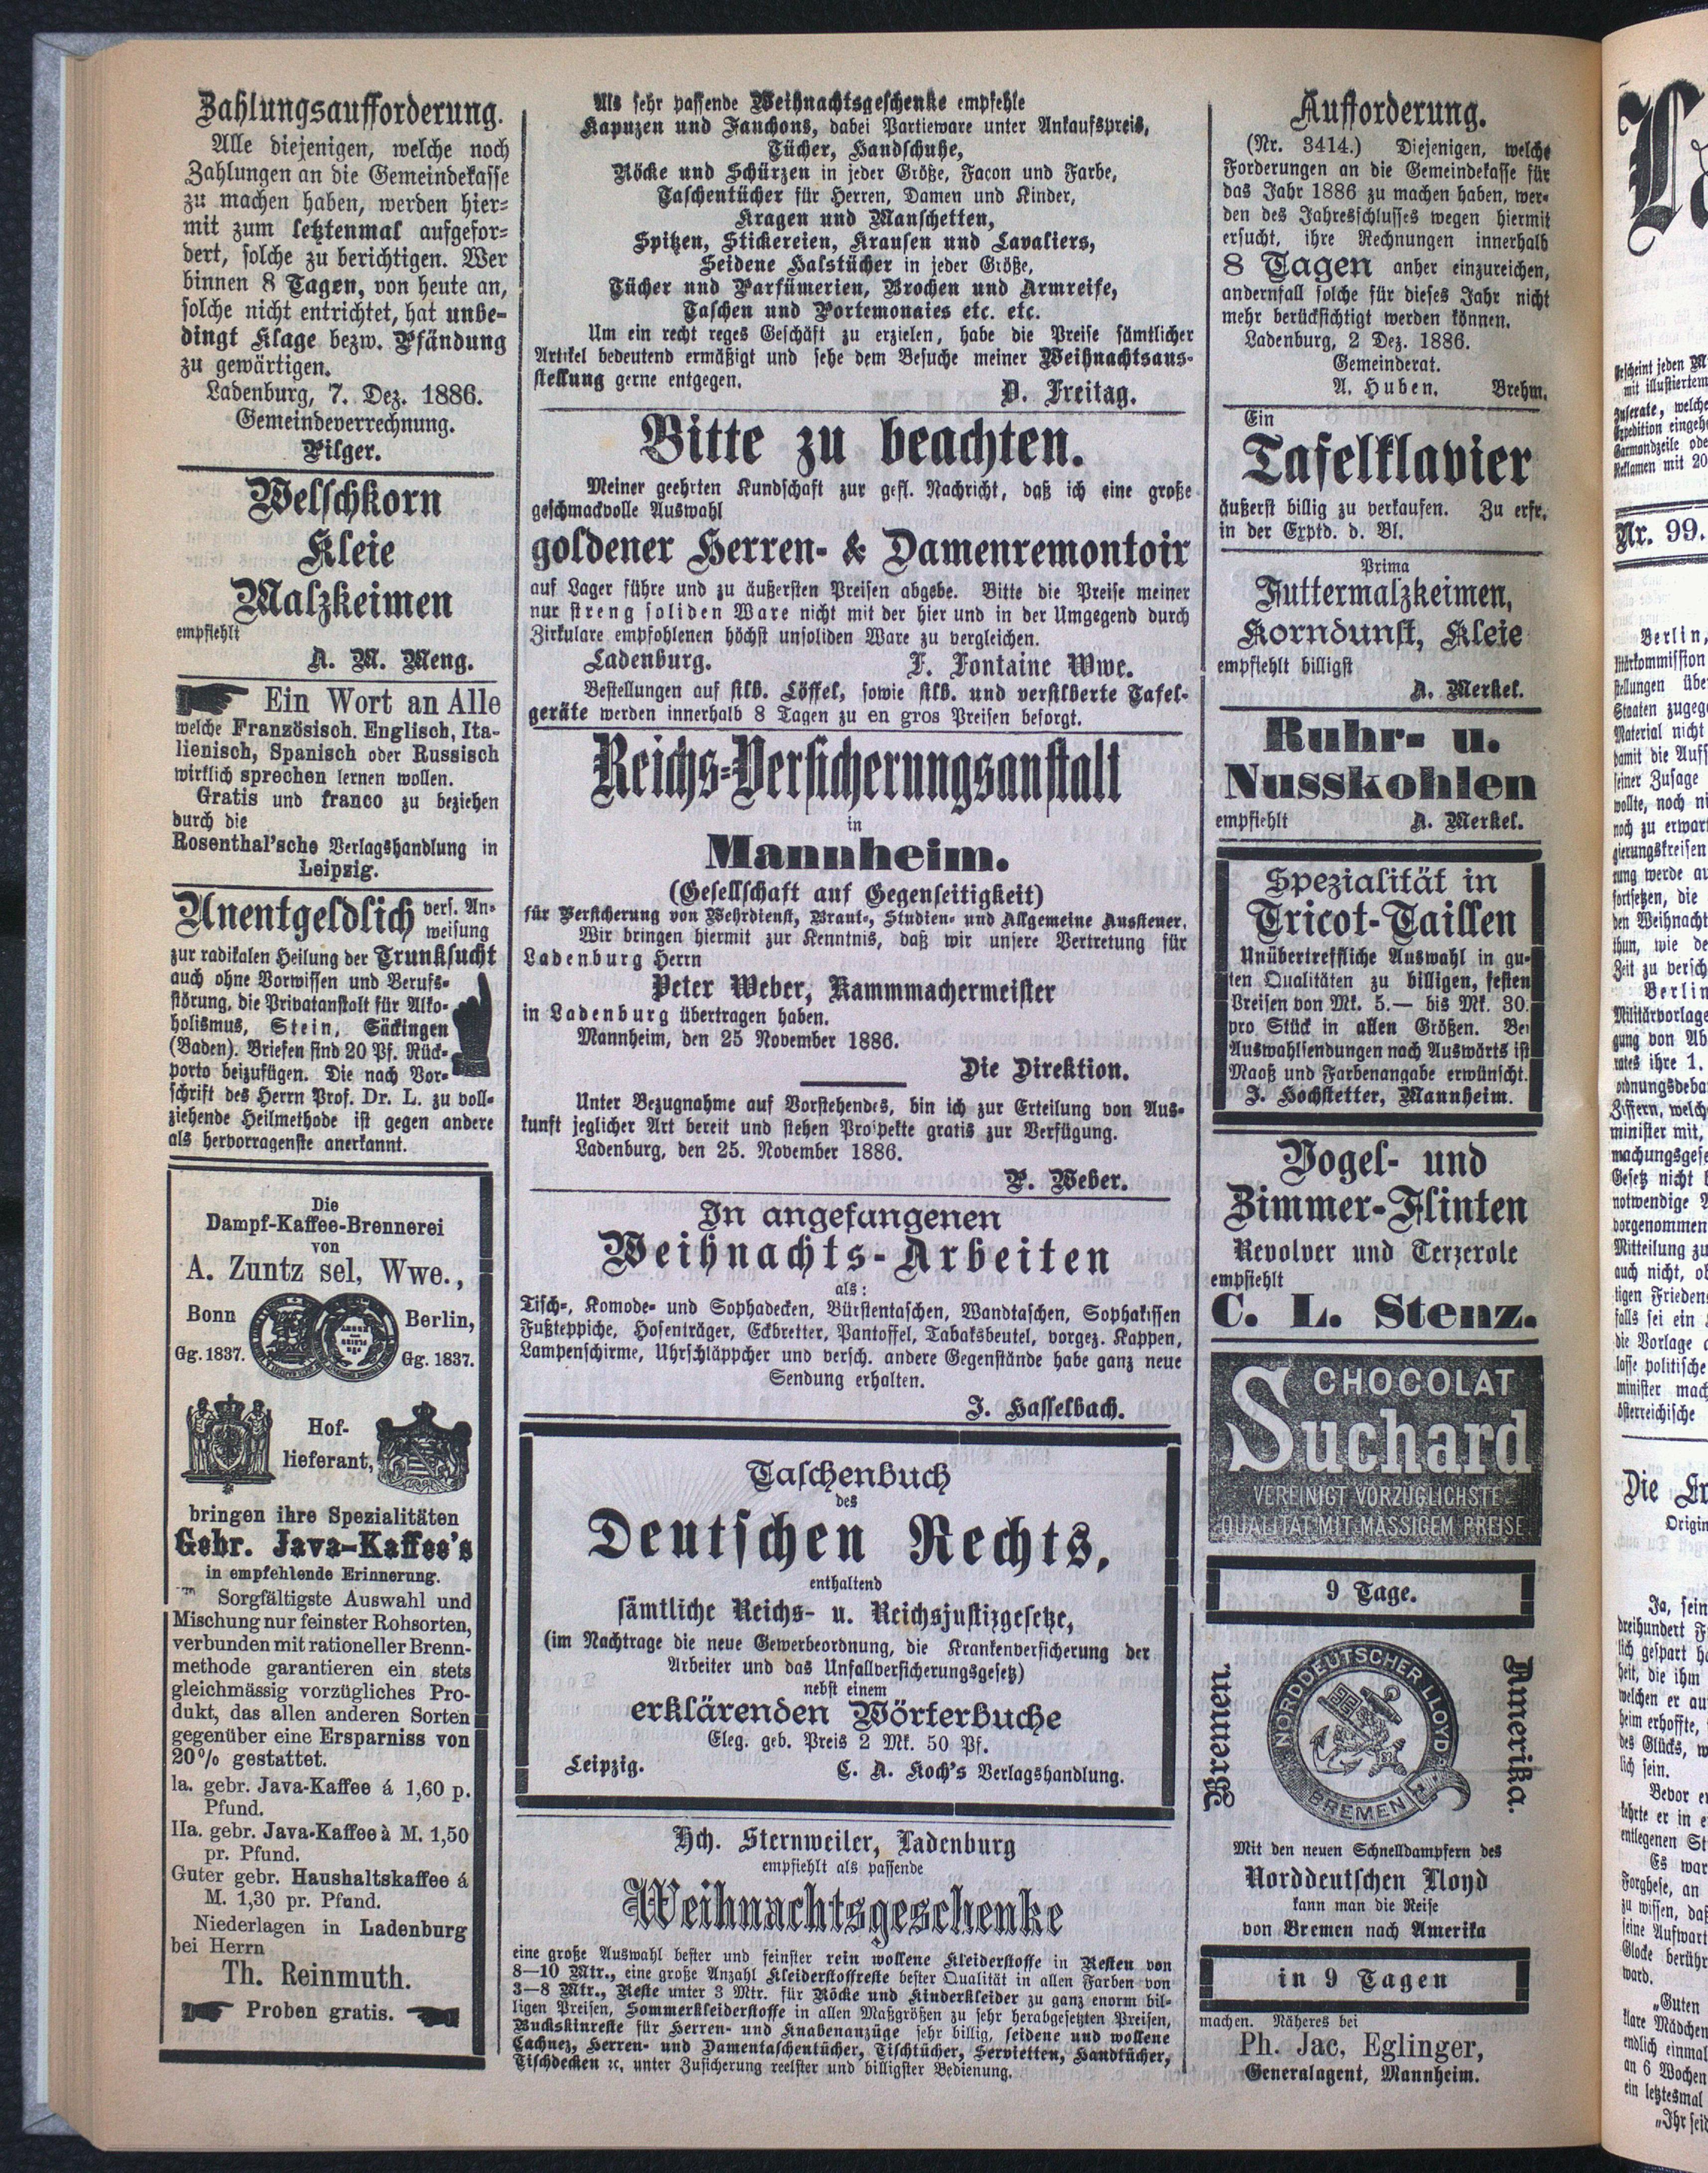 Zahlungsaufforderung.
Alle diejenigen, welche noch
Zahlungen an die Gemeindekasse
zu machen haben, werden hier-
mit zum letztenmal aufgefor-
dert, solche zu berichtigen. Wer
binnen 8 Tagen, von heute an,
solche nicht entrichtet, hat unbe-
dingt Klage bezw. Pfändung
zu gewärtigen.
Ladenburg, 7. Dez. 1886.
Gemeindeverrechnung.
Pilger.
Welschkorn
Kleie
Malzkeimen
empfiehlt
A. M. Meng.
Ein Wort an Alle
welche Französisch. Englisch, Ita-
lienisch, Spanisch oder Russisch
wirklich sprechen lernen wollen.
Gratis und franco zu beziehen
durch die
Rosenthal'sche Verlagshandlung in
Leipzig.
Unentgeldlich vers. An-
weisung
zur radikalen Heilung der Trunksucht
auch ohne Vorwissen und Berufs-
störung, die Privatanstalt für Alko-
holismus, Stein, Säckingen
(Baden). Briefen sind 20 Pf. Rück-
porto beizufügen. Die nach Vor-
schrift des Herrn Prof. Dr. L. zu voll-
ziehende Heilmethode ist gegen andere
als hervorragenste anerkannt.
Die
Dampf-Kaffee-Brennerei
von
A. Zuntz sel, Wwe.,
Bonn Berlin,
Gg. 1837. Gg. 1837.
Hof-
lieferant,
bringen ihre Spezialitäten
Gebr. Java-Kaffee's
in empfehlende Erinnerung.
Sorgfältigste Auswahl und
Mischung nur feinster Rohsorten,
verbunden mit rationeller Brenn-
methode garantieren ein stets
gleichmässig vorzügliches Pro-
dukt, das allen anderen Sorten
gegenüber eine Ersparniss von
20% gestattet.
Ia. gebr. Java-Kaffee á 1,60 p.
Pfund.
IIa. gebr. Java-Kaffee à M. 1,50
pr. Pfund.
Guter gebr. Haushaltskaffee á
M. 1,30 pr. Pfund.
Niederlagen in Ladenburg
bei Herrn
Th. Reinmuth.
Proben gratis.
Als sehr passende Weihnachtsgeschenke empfehle
Kapuzen und Fanchons, dabei Partieware unter Ankaufspreis,
Tücher, Handschuhe,
Röcke und Schürzen in jeder Größe, Facon und Farbe,
Taschentücher für Herren, Damen und Kinder,
Kragen und Manschetten,
Spitzen, Stickereien, Krausen und Cavaliers,
Seidene Halstücher in jeder Größe,
Tücher und Parfümerien, Brochen und Armreife,
Taschen und Portemonaies etc. etc.
Um ein recht reges Geschäft zu erzielen, habe die Preise sämtlicher
Artikel bedeutend ermäßigt und sehe dem Besuche meiner Weihnachtsaus-
stellung gerne entgegen.
D. Freitag.
Bitte zu beachten.
Meiner geehrten Kundschaft zur gefl. Nachricht, daß ich eine große
geschmackvolle Auswahl
goldener Herren- & Damenremontoir
auf Lager führe und zu äußersten Preisen abgebe. Bitte die Preise meiner
nur streng soliden Ware nicht mit der hier und in der Umgegend durch
Zirkulare empfohlenen höchst unsoliden Ware zu vergleichen.
Ladenburg. F. Fontaine Wwe.
Bestellungen auf silb. Löffel, sowie silb. und versilberte Tafel-
geräte werden innerhalb 8 Tagen zu en gros Preisen besorgt.
Reichs-Versicherungsanstalt
in
Mannheim.
(Gesellschaft auf Gegenseitigkeit)
für Versicherung von Wehrdienst, Braut-, Studien- und Allgemeine Aussteuer.
Wir bringen hiermit zur Kenntnis, daß wir unsere Vertretung für
Ladenburg Herrn
Peter Weber, Kammmachermeister
in Ladenburg übertragen haben.
Mannheim, den 25 November 1886.
Die Direktion.
Unter Bezugnahme auf Vorstehendes, bin ich zur Erteilung von Aus-
kunft jeglicher Art bereit und stehen Prospekte gratis zur Verfügung.
Ladenburg, den 25. November 1886.
P. Weber.
In angefangenen
Weihnachts-Arbeiten
als:
Tisch-, Komode- und Sophadecken, Bürstentaschen, Wandtaschen, Sophakissen
Fußteppiche, Hosenträger, Eckbretter, Pantoffel, Tabaksbeutel, vorgez. Kappen,
Lampenschirme, Uhrschläppcher und versch. andere Gegenstände habe ganz neue
Sendung erhalten.
J. Hasselbach.
Taschenbuch
des
Deutschen Rechts,
enthaltend
sämtliche Reichs- u. Reichsjustizgesetze,
(im Nachtrage die neue Gewerbeordnung, die Krankenversicherung der
Arbeiter und das Unfallversicherungsgesetz)
nebst einem
erklärenden Wörterbuche
Eleg. geb. Preis 2 Mk. 50 Pf.
Leipzig. C. A. Koch's Verlagshandlung.
Hch. Sternweiler, Ladenburg
empfiehlt als passende
Weihnachtsgeschenke
eine große Auswahl bester und feinster rein wollene Kleiderstoffe in Resten von
8—10 Mtr., eine große Anzahl Kleiderstoffreste bester Qualität in allen Farben von
3—8 Mtr., Reste unter 3 Mtr. für Röcke und Kinderkleider zu ganz enorm bil-
ligen Preisen, Sommerkleiderstoffe in allen Maßgrößen zu sehr herabgesetzten Preisen,
Buckskinreste für Herren- und Knabenanzüge sehr billig, seidene und wollene
Cachnez, Herren- und Damentaschentücher, Tischtücher, Servietten, Handtücher,
Tischdecken ꝛc, unter Zusicherung reelster und billigster Bedienung.
Aufforderung.
(Nr. 3414.) Diejenigen, welche
Forderungen an die Gemeindekasse für
das Jahr 1886 zu machen haben, wer-
den des Jahresschlusses wegen hiermit
ersucht, ihre Rechnungen innerhalb
8 Tagen anher einzureichen,
andernfall solche für dieses Jahr nicht
mehr berücksichtigt werden können.
Ladenburg, 2 Dez. 1886.
Gemeinderat.
A. Huben. Brehm.
Ein
Tafelklavier
äußerst billig zu verkaufen. Zu erfr.
in der Exptd. d. Bl.
Prima
Futtermalzkeimen,
Korndunst, Kleie
empfiehlt billigst
A. Merkel.
Ruhr- u.
Nusskohlen
empfiehlt A. Merkel.
Spezialität in
Tricot-Taillen
Unübertreffliche Auswahl in gu-
ten Qualitäten zu billigen, festen
Preisen von Mk. 5.— bis Mk. 30.
pro Stück in allen Größen. Bei
Auswahlsendungen nach Auswärts ist
Maaß und Farbenangabe erwünscht.
J. Hochstetter, Mannheim.
Vogel- und
Zimmer-Flinten
Revolver und Terzerole
empfiehlt
C. L. Stenz.
CHOCOLAT
Suchard
VEREINIGT VORZÜGLICHSTE
QUALITÄT MIT MÄSSIGEM PREISE
9 Tage.
Bremen
NORDDEUTSCHER LLOYD
BREMEN
Amerika.
Mit den neuen Schnelldampfern des
Norddeutschen Lloyd
kann man die Reise
von Bremen nach Amerika
in 9 Tagen
machen. Näheres bei
Ph. Jac, Eglinger,
Generalagent, Mannheim.
Nr. 99.
Berlin,